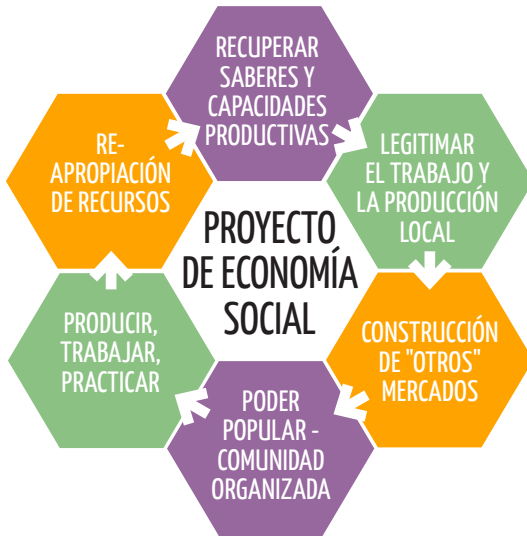 RECUPERAR
SABERES Y
CAPACIDADES
PRODUCTIVAS
LEGITIMAR
EL TRABAJO Y
LA PRODUCCIÓN
LOCAL
CONSTRUCCIÓN
DE "OTROS"
MERCADOS
PODER
POPULAR -
COMUNIDAD
ORGANIZADA
PRODUCIR,
TRABAJAR,
PRACTICAR
RE-
APROPIACIÓN
DE RECURSOS
PROYECTO
DE ECONOMÍA
SOCIAL